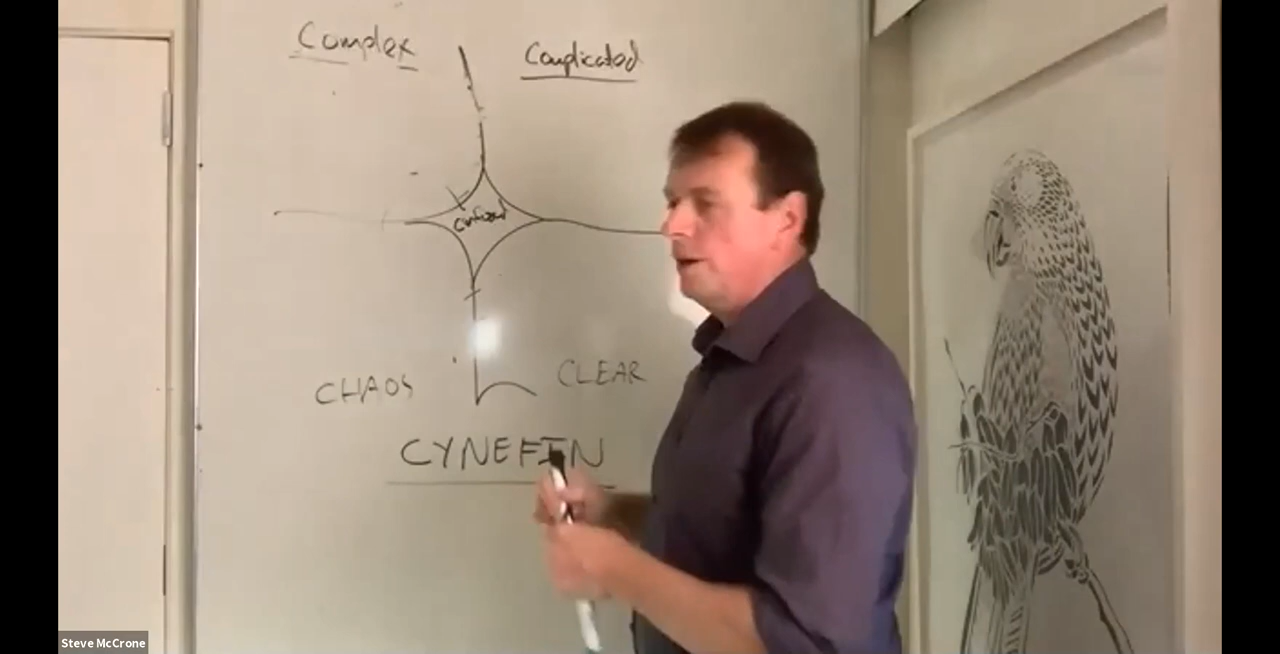 Complex
Complicated
confused
CHAOS
CLEAR
CYNEFIN
Steve McCrone